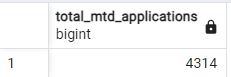 total_mtd_applications
bigint
1 4314